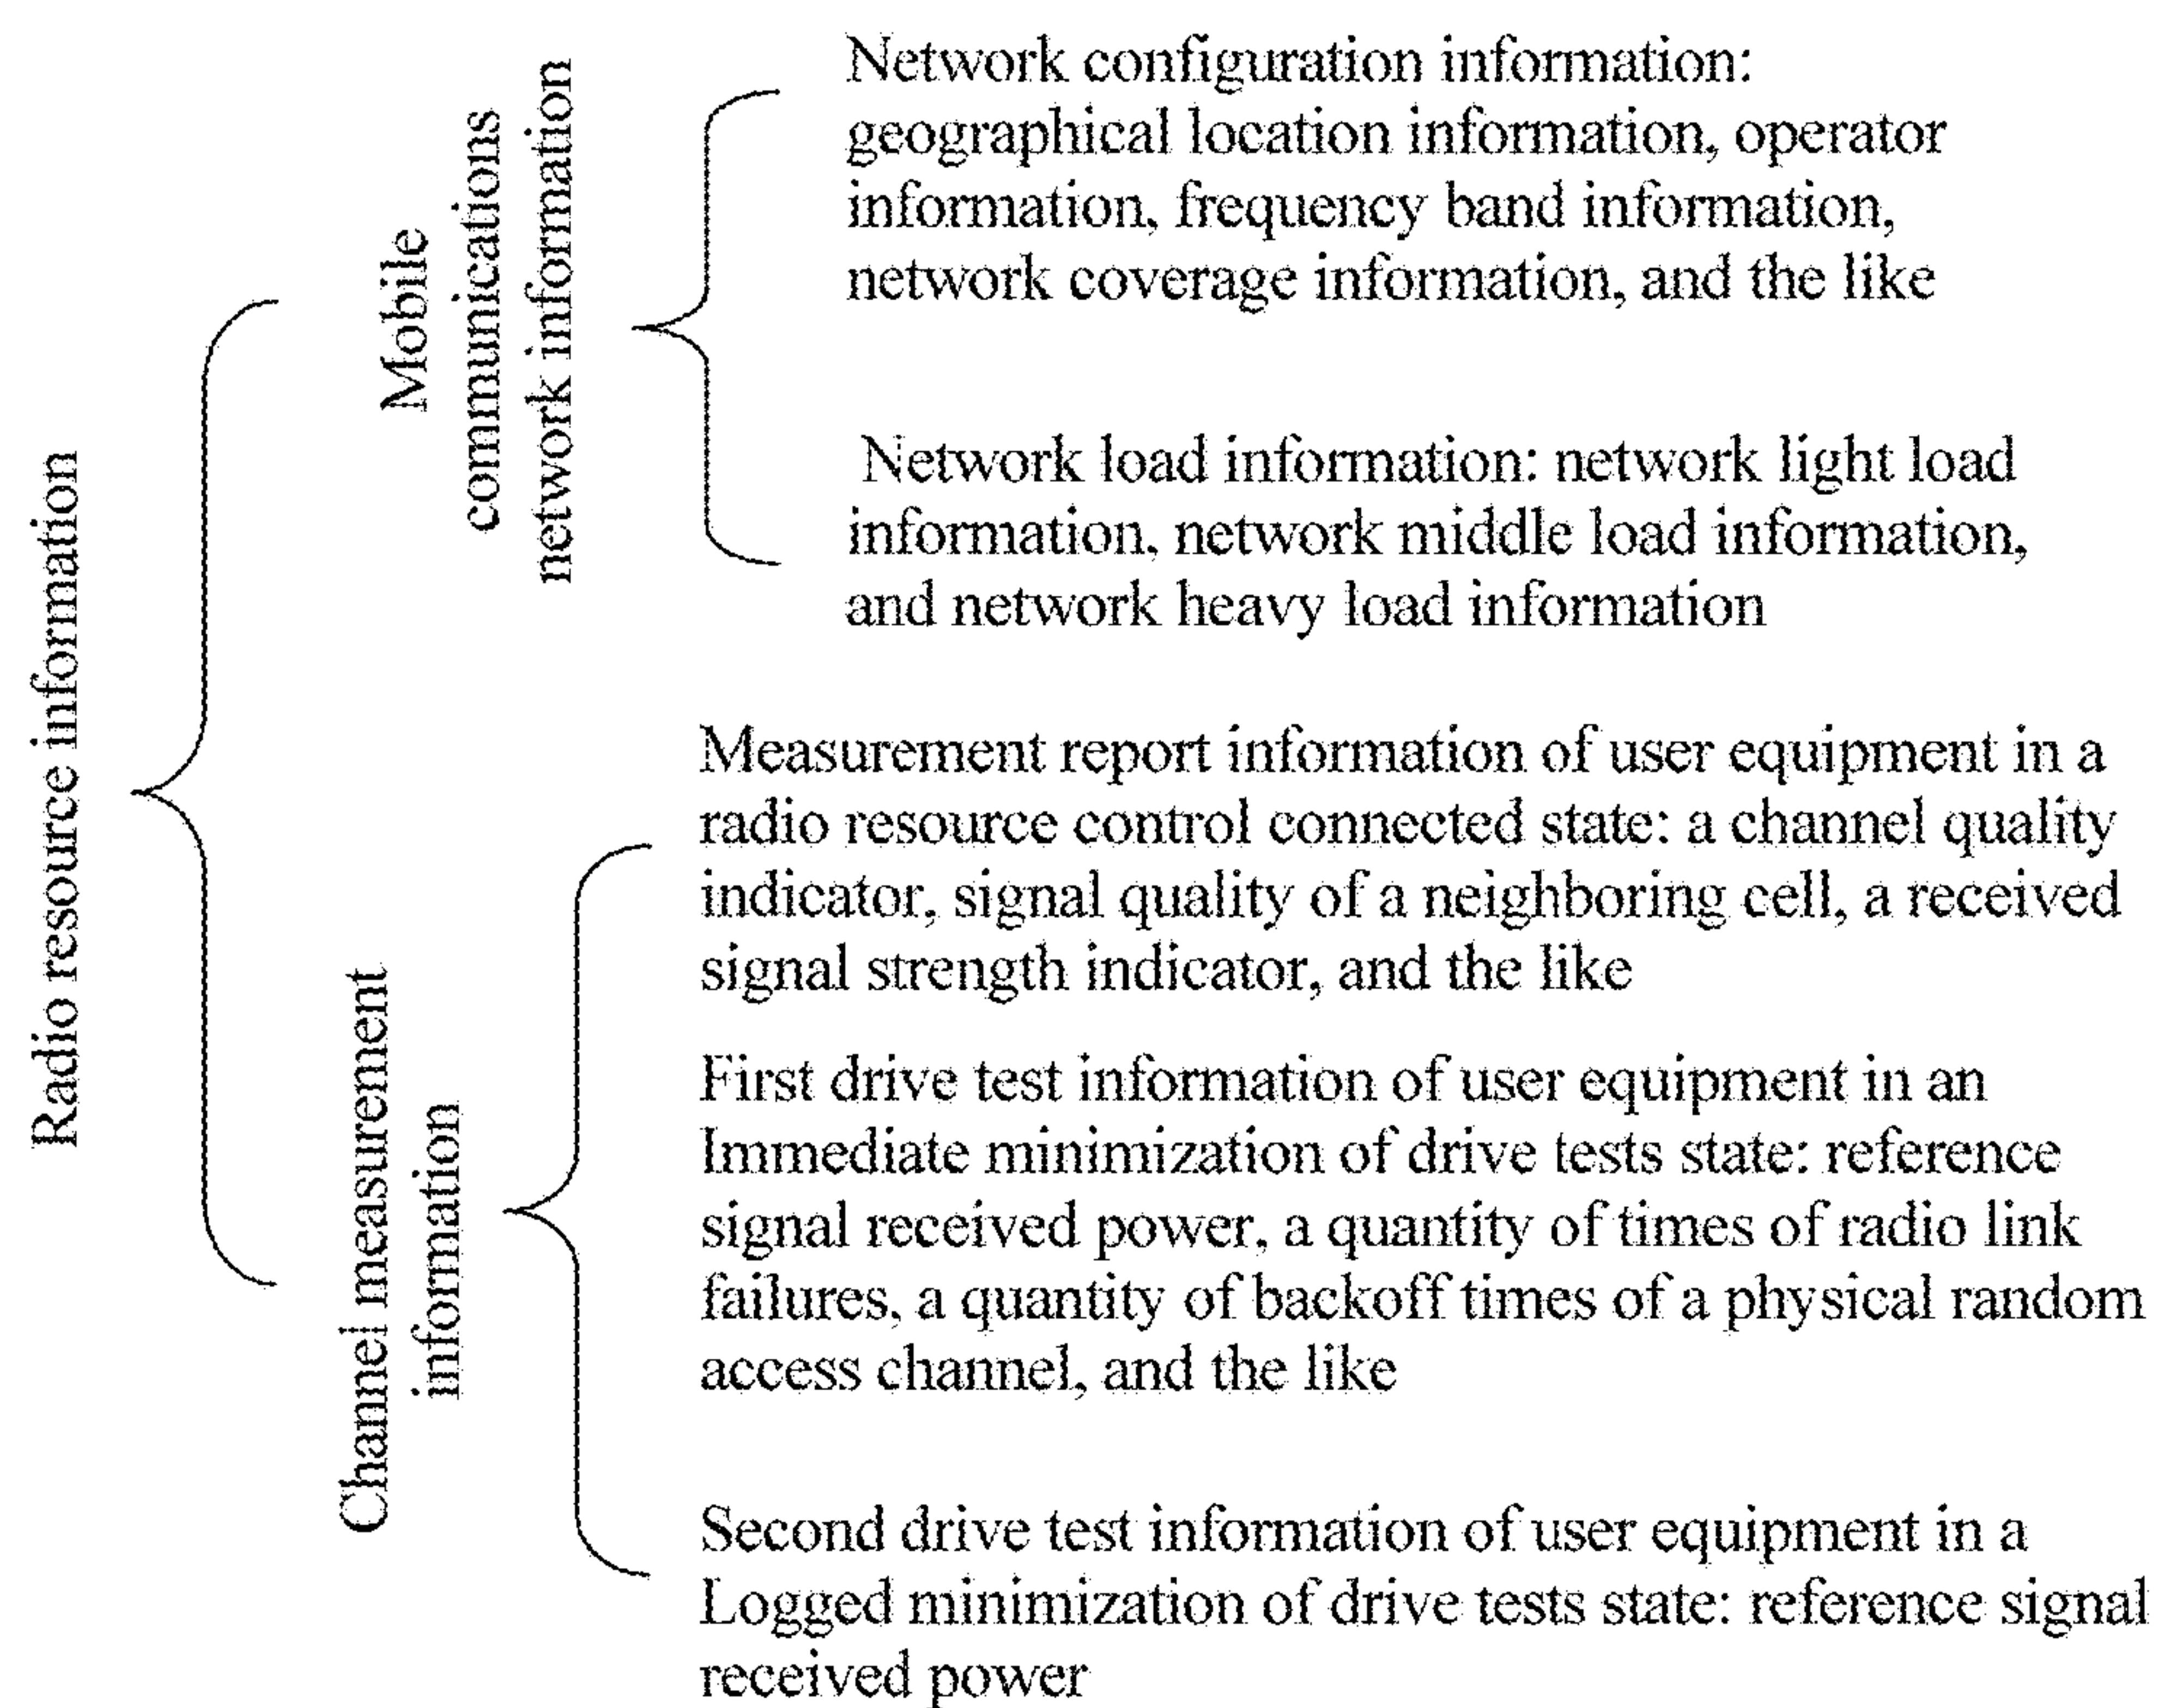 Radio resource information
Mobile
communications
network information
Network configuration information:
geographical location information, operator
information, frequency band information,
network coverage information, and the like
Network load information: network light load
information, network middle load information,
and network heavy load information
Channel measurement
information
Measurement report information of user equipment in a
radio resource control connected state: a channel quality
indicator, signal quality of a neighboring cell, a received
signal strength indicator, and the like
First drive test information of user equipment in an
Immediate minimization of drive tests state: reference
signal received power, a quantity of times of radio link
failures, a quantity of backoff times of a physical random
access channel, and the like
Second drive test information of user equipment in a
Logged minimization of drive tests state: reference signal
received power